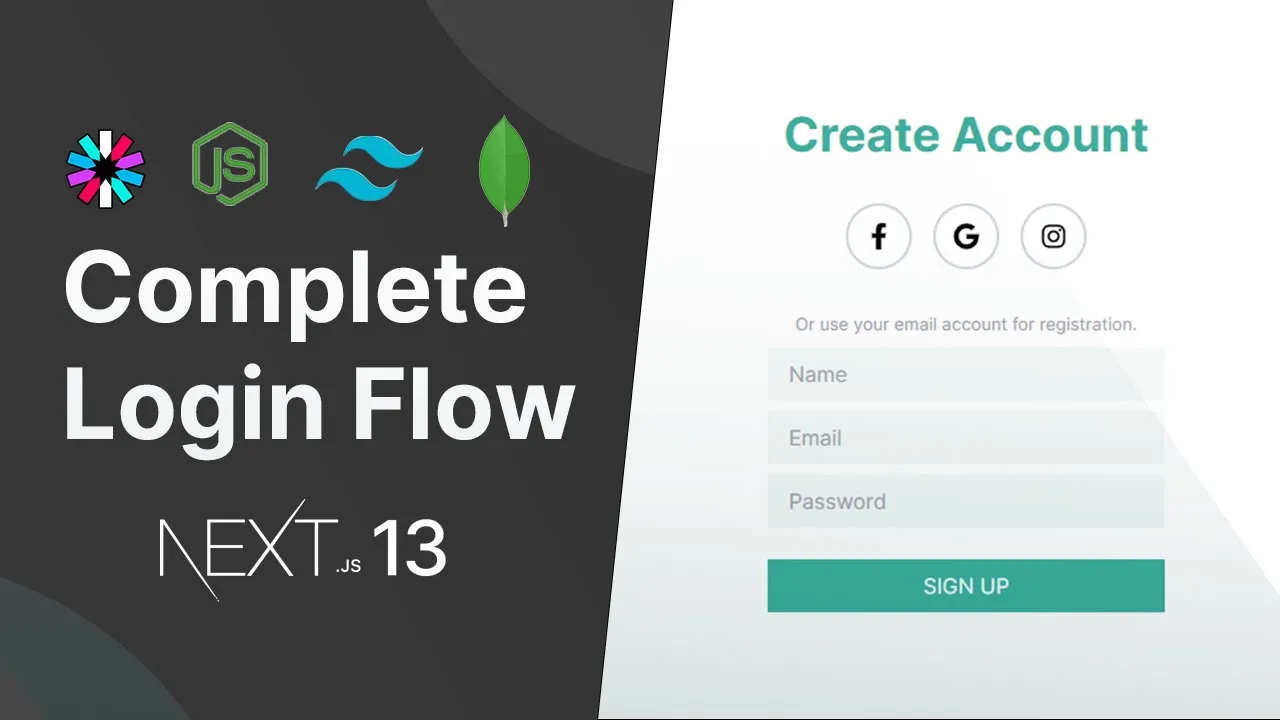 JS
Complete
Login Flow
NEXT.JS 13
Create Account
f G
Or use your email account for registration.
Name
Email
Password
SIGN UP